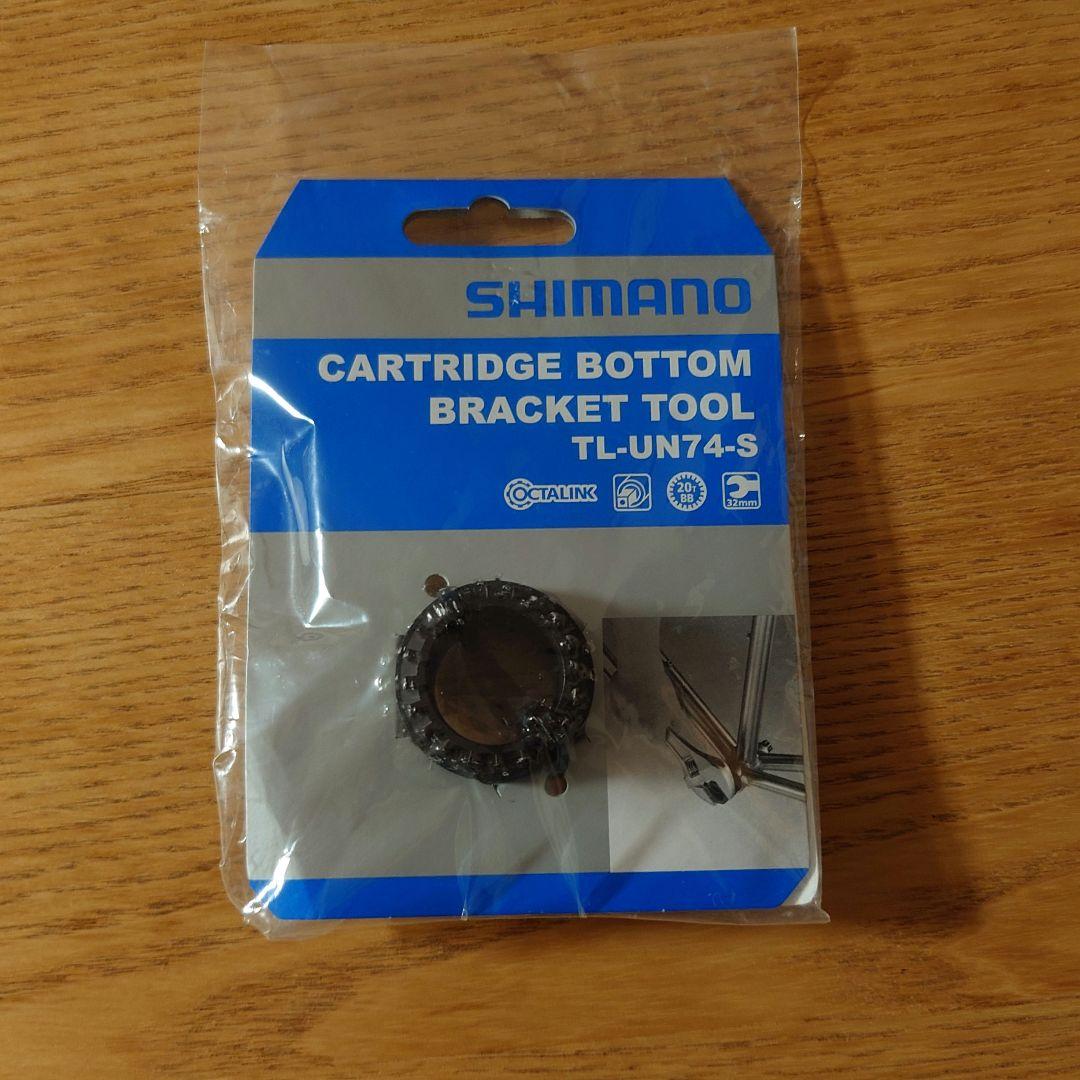 SHIMANO
CARTRIDGE BOTTOM
BRACKET TOOL
TL-UN74-S
OCTALINK
20T
BB
32mm